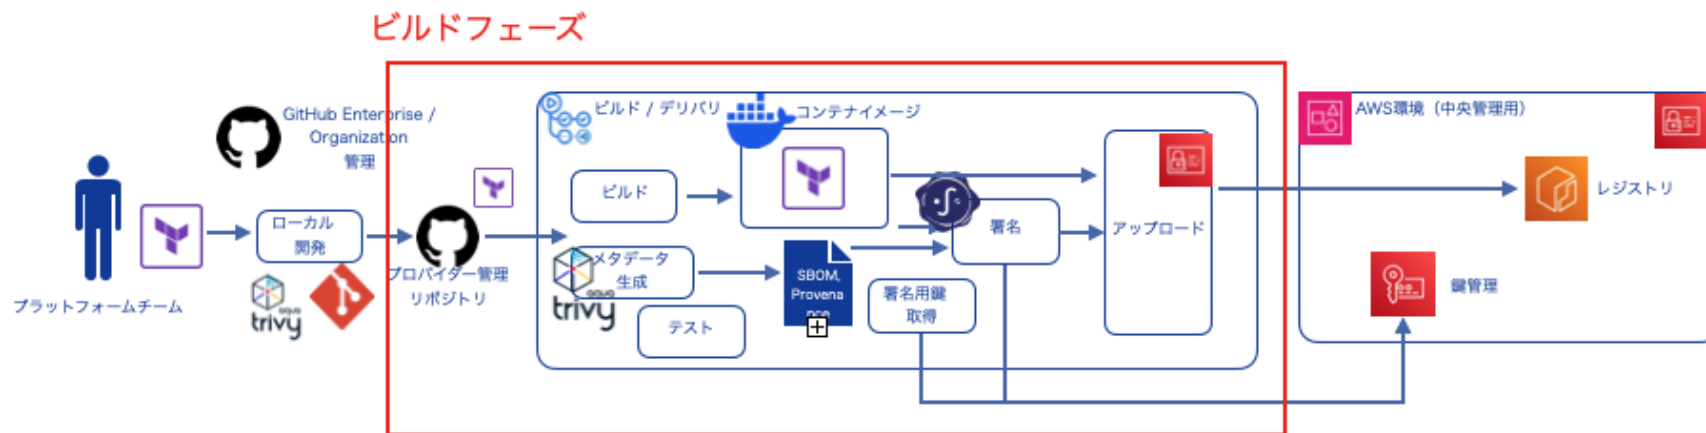 ビルドフェーズ
GitHub Enterprise /
Organization
管理
ビルド / デリバリ
コンテナイメージ
AWS環境（中央管理用）
ビルド
ローカル
開発
署名
アップロード
レジストリ
プロバイダー管理
リポジトリ
メタデータ
生成
SBOM,
Provena
nce
署名用鍵
取得
鍵管理
プラットフォームチーム
aqua
trivy
aqua
trivy
テスト